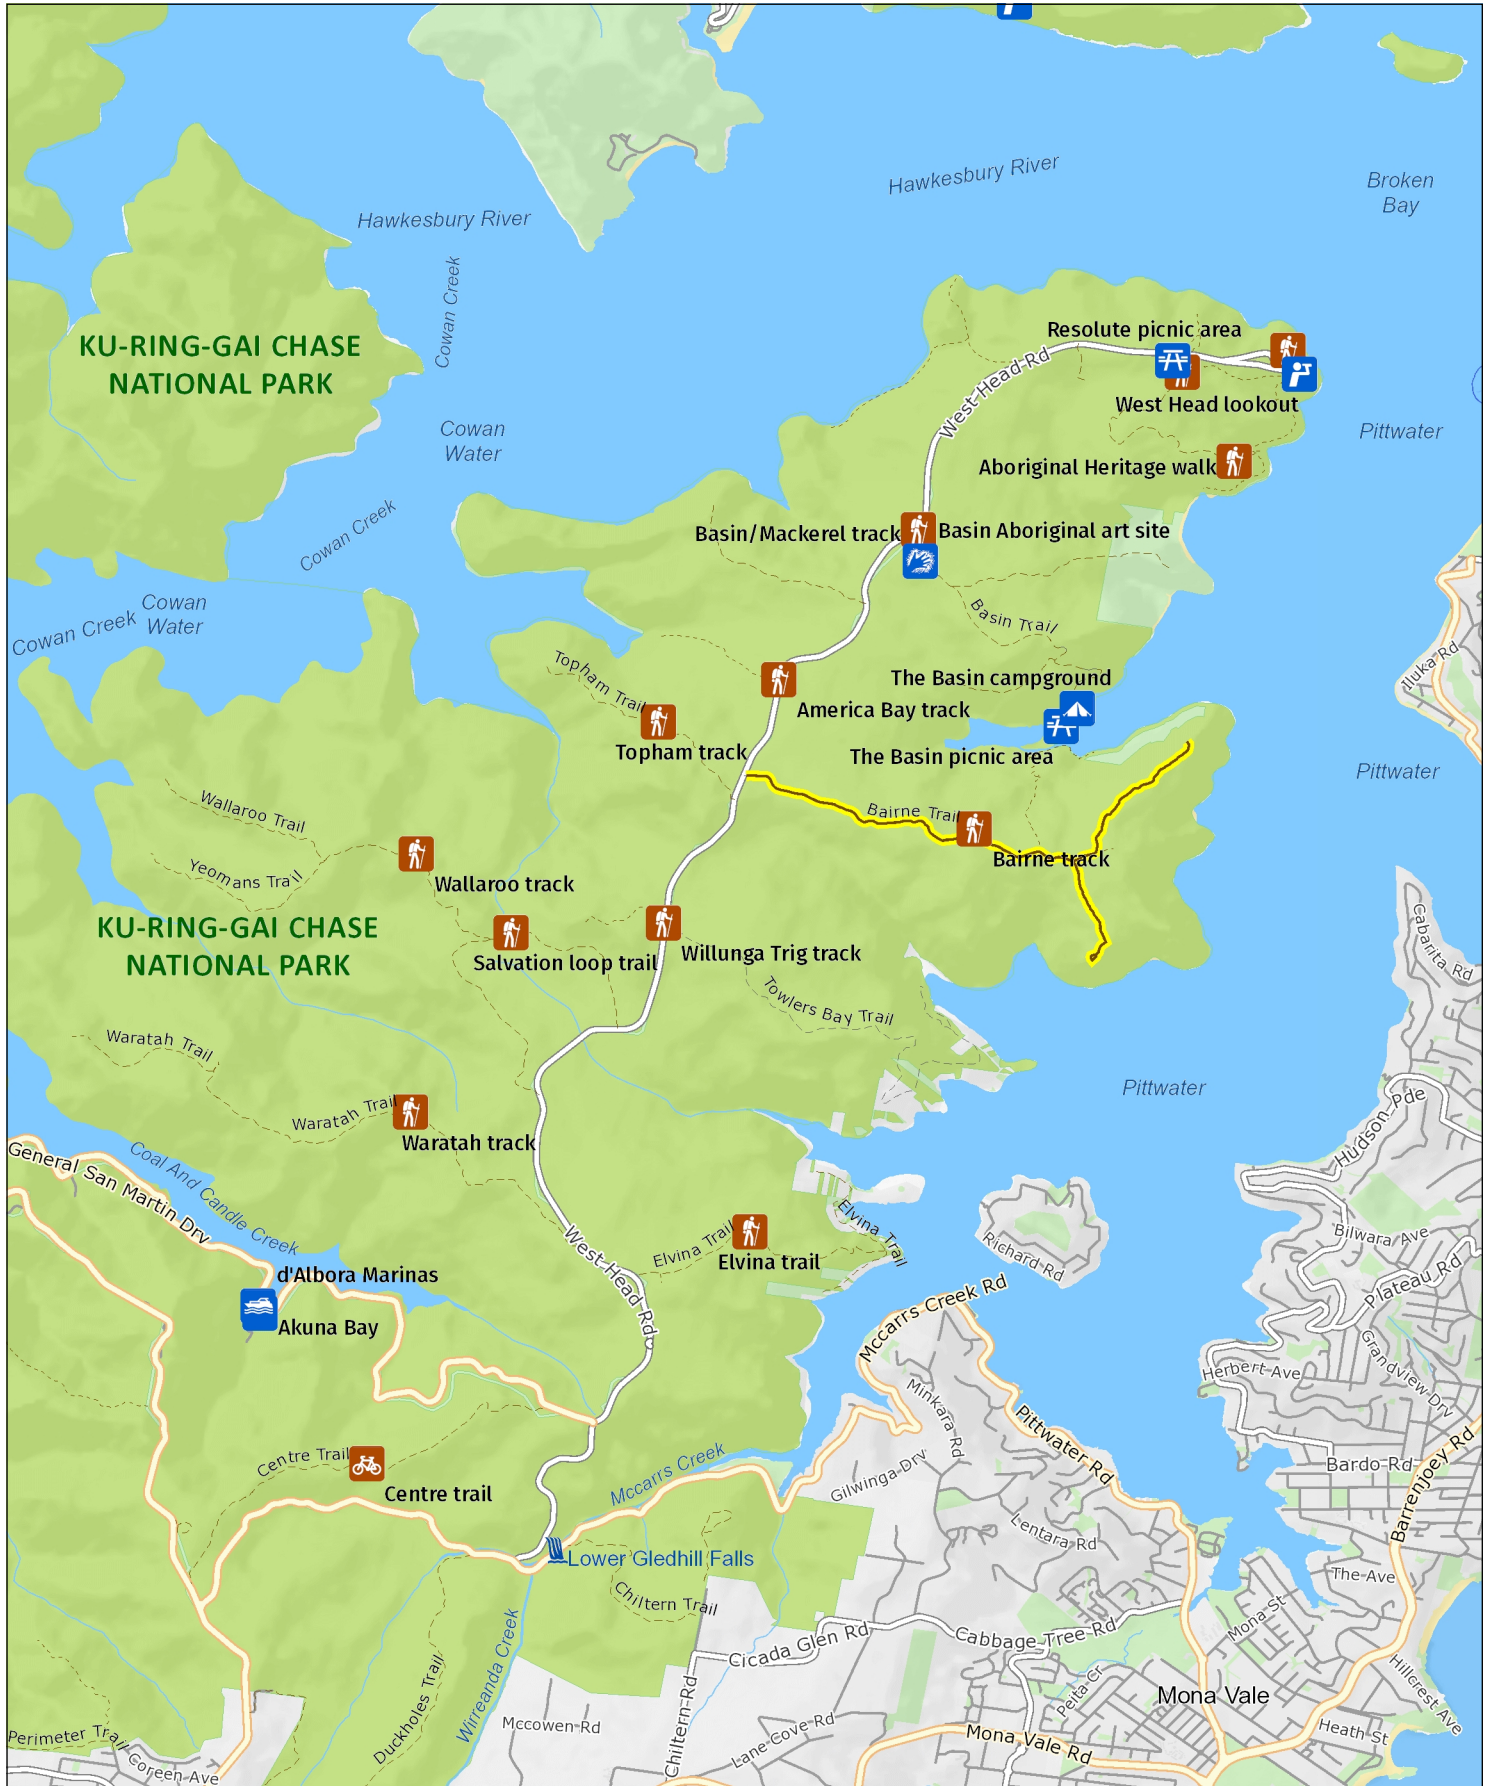 Hawkesbury River
Broken
Bay
Hawkesbury River
Cowan Creek
KU-RING-GAI CHASE
NATIONAL PARK
Resolute picnic area
West Head Rd
West Head lookout
Cowan
Water
Pittwater
Aboriginal Heritage walk
Cowan Creek
Basin/Mackerel track
Basin Aboriginal art site
Cowan
Water
Cowan Creek
Basin Trail
Iluka Rd
Topham Trail
The Basin campground
America Bay track
Topham track
The Basin picnic area
Pittwater
Wallaroo Trail
Bairne Trail
Bairne track
Yeomans Trail
Wallaroo track
KU-RING-GAI CHASE
NATIONAL PARK
Salvation loop trail
Willunga Trig track
Cabarita Rd
Towlers Bay Trail
Waratah Trail
Pittwater
Waratah Trail
Waratah track
Hudson Pde
General San Martin Drv
Coal And Candle Creek
Elvina Trail
Elvina Trail
Elvina trail
West Head Rd
Richard Rd
Bilwara Ave
Plateau Rd
d'Albora Marinas
Akuna Bay
Mccarrs Creek Rd
Grandview Drv
Herbert Ave
Minkara Rd
Pittwater Rd
Centre Trail
Centre trail
Mccarrs Creek
Gilwinga Drv
Bardo Rd
Barrenjoey Rd
Lentara Rd
Lower Gledhill Falls
The Ave
Chiltern Trail
Mona St
Cicada Glen Rd
Cabbage Tree Rd
Wirreanda Creek
Duckholes Trail
Peita Cr
Hillcrest Ave
Mona Vale
Chiltern Rd
Mccowen Rd
Lane Cove Rd
Mona Vale Rd
Heath St
Perimeter Trail
Coreen Ave